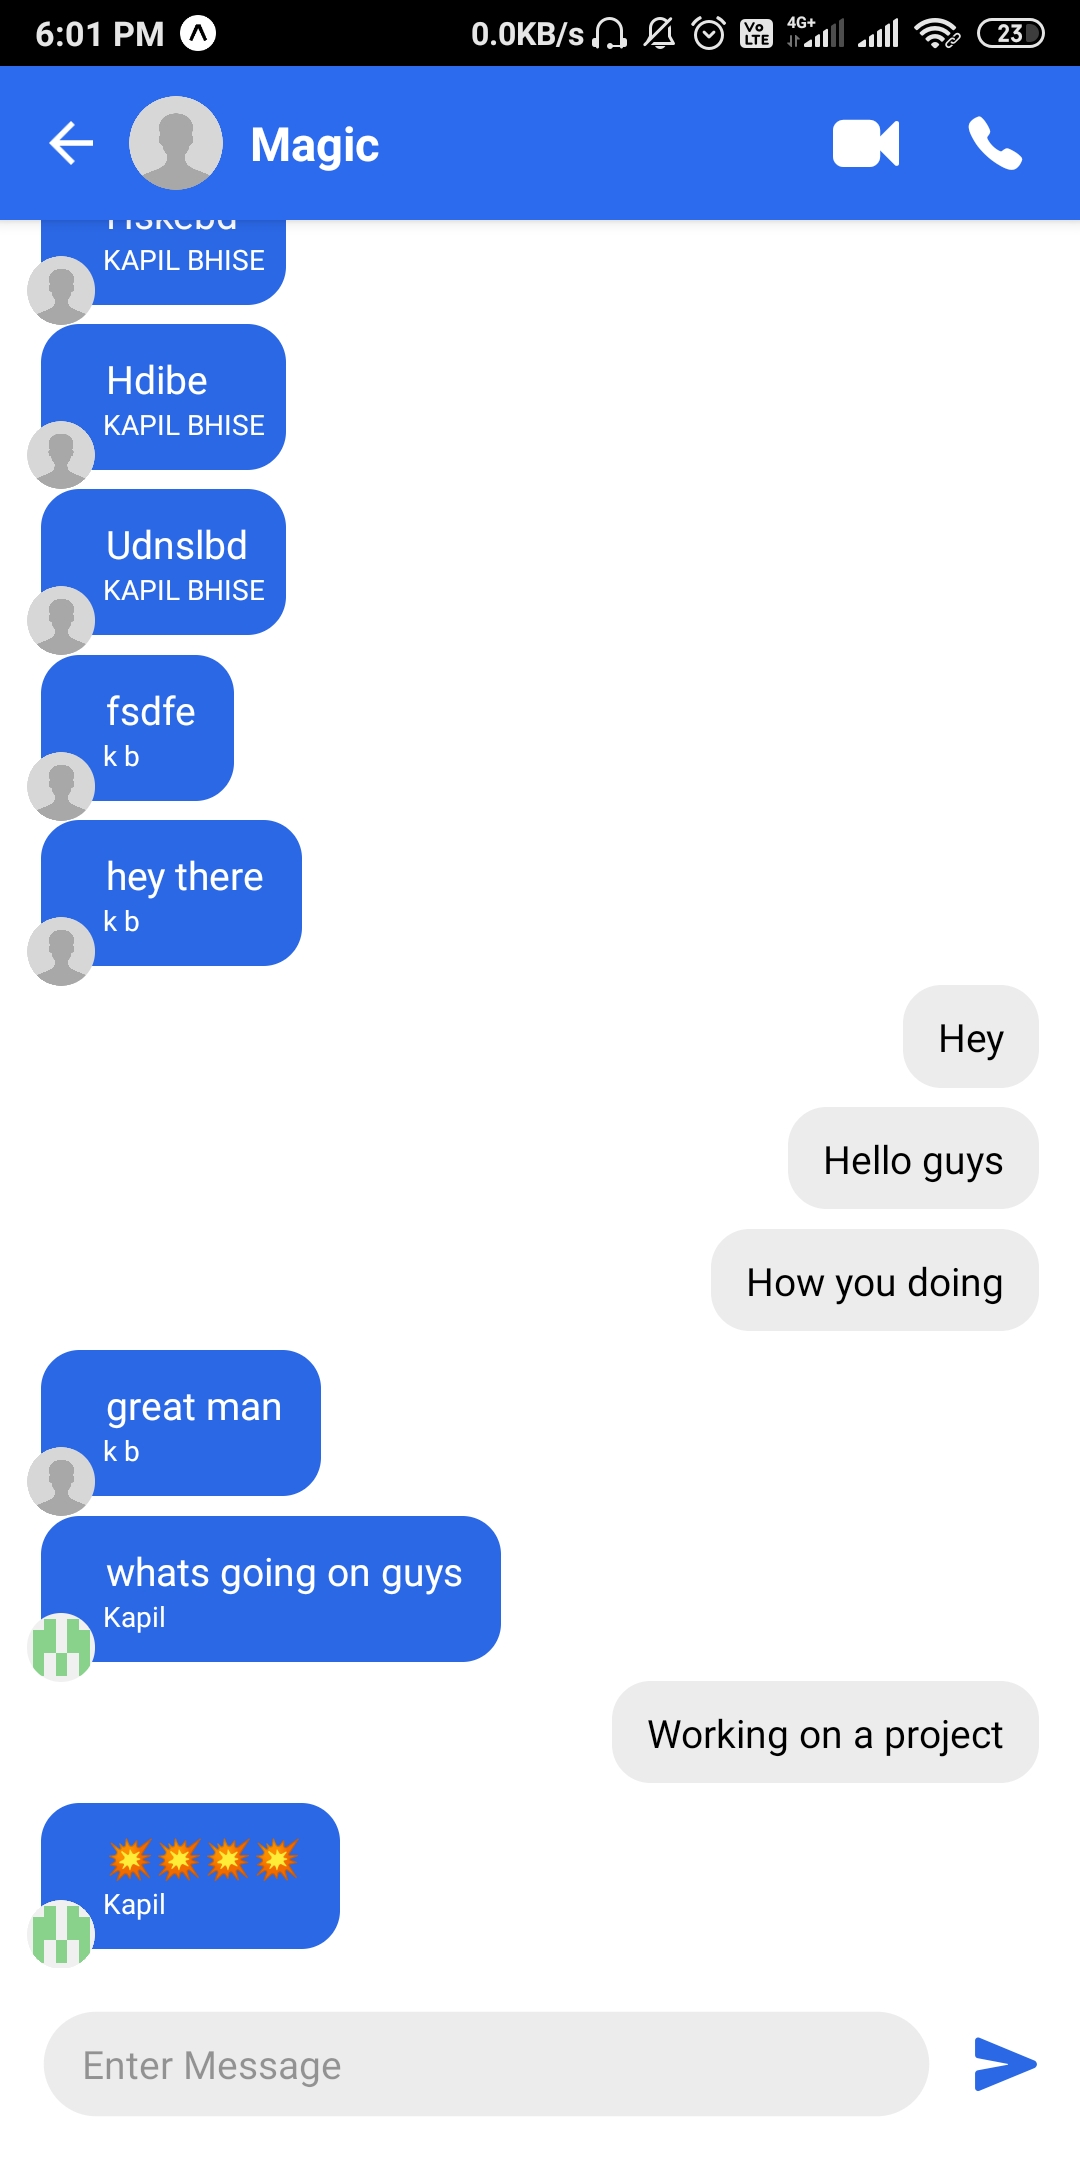 6:01 PM 0.0KB/s Vo LTE 4G+ 23
Magic
KAPIL BHISE
Hdibe
KAPIL BHISE
Udnslbd
KAPIL BHISE
fsdfe
k b
hey there
k b
Hey
Hello guys
How you doing
great man
k b
whats going on guys
Kapil
Working on a project
💥💥💥💥
Kapil
Enter Message